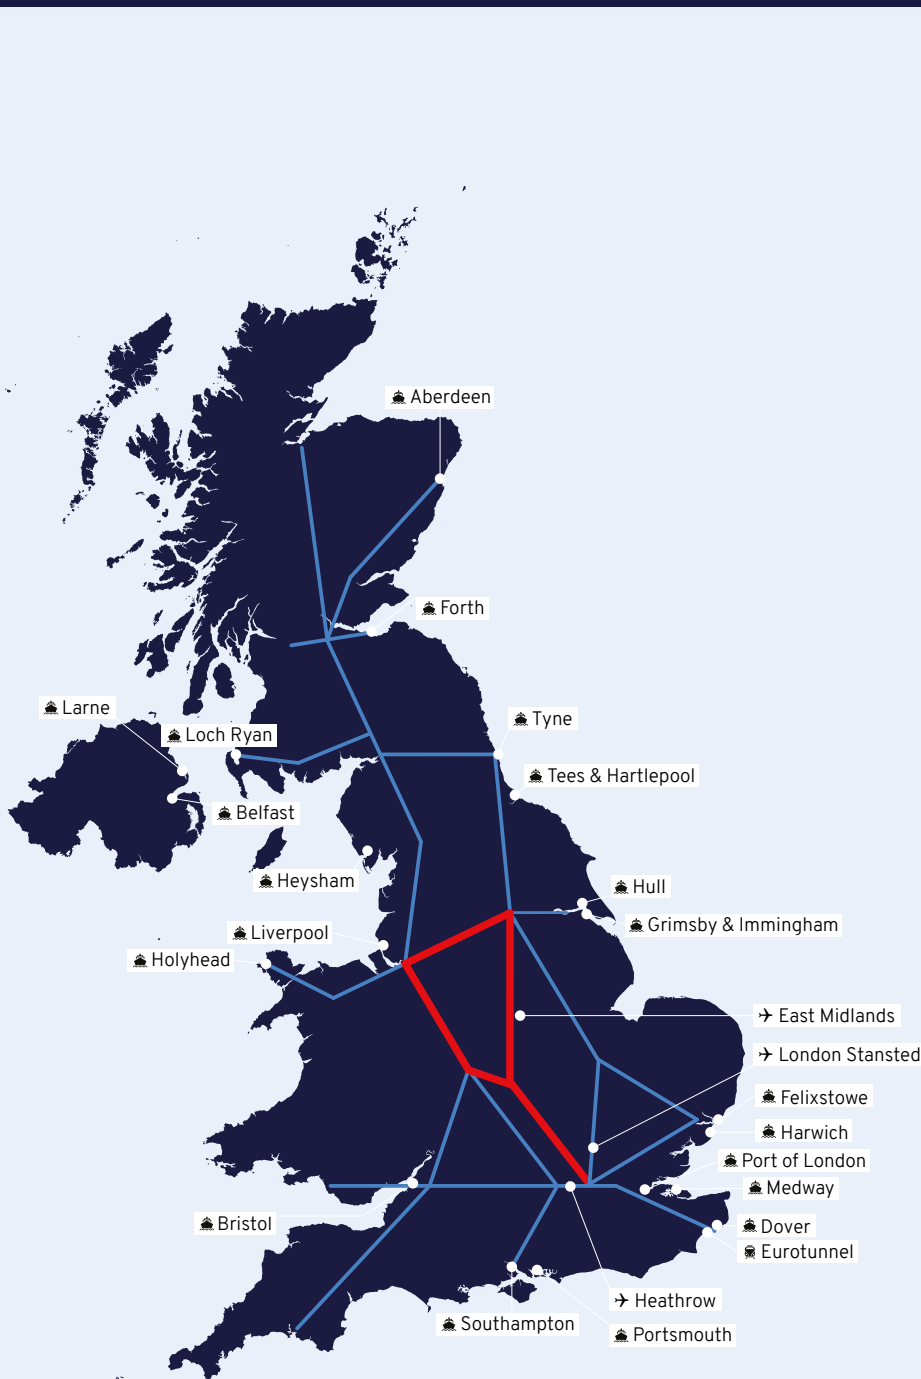 Aberdeen
Forth
Larne
Tyne
Loch Ryan
Tees & Hartlepool
Belfast
Heysham
Hull
Grimsby & Immingham
Liverpool
Holyhead
East Midlands
London Stansted
Felixstowe
Harwich
Port of London
Medway
Bristol
Dover
Eurotunnel
Heathrow
Southampton
Portsmouth